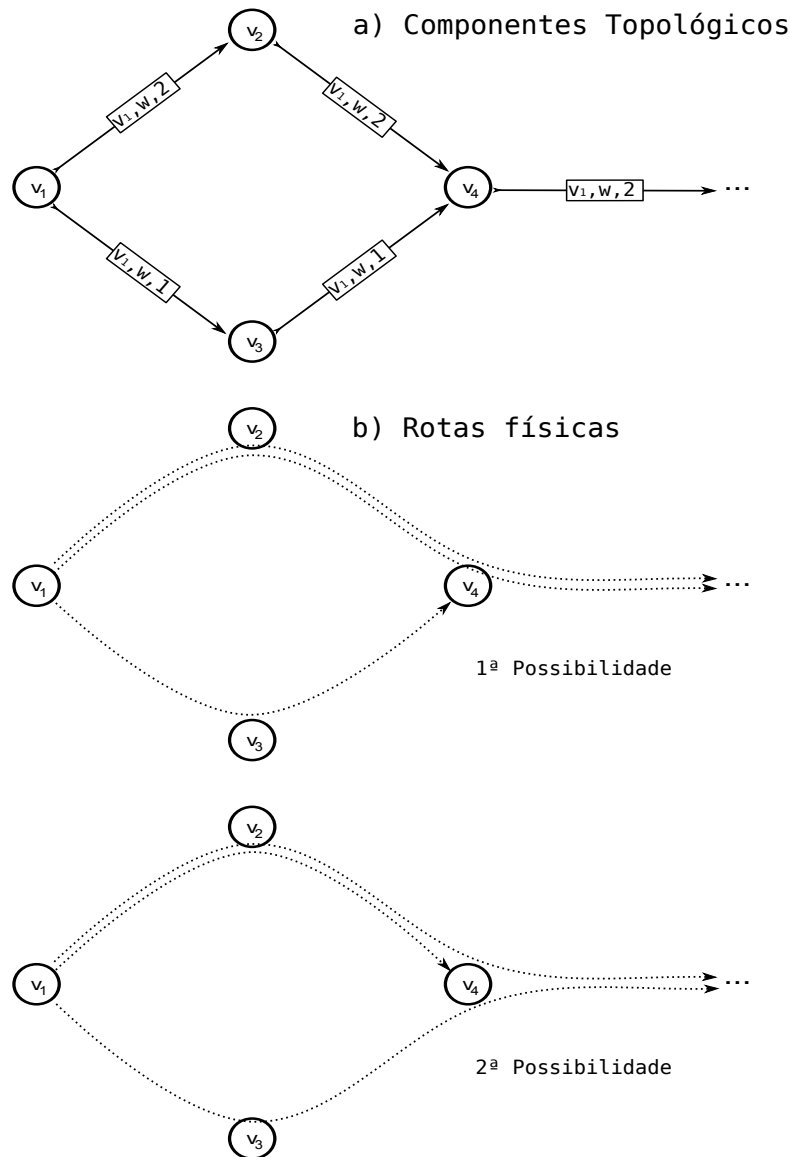 a) Componentes Topológicos
v₂
v₁,w,2
v₁,w,2
v₁
v₄
v₁,w,2
...
v₁,w,1
v₁,w,1
v₃
b) Rotas físicas
v₂
v₁
v₄
...
1ª Possibilidade
v₃
v₂
v₁
v₄
...
2ª Possibilidade
v₃